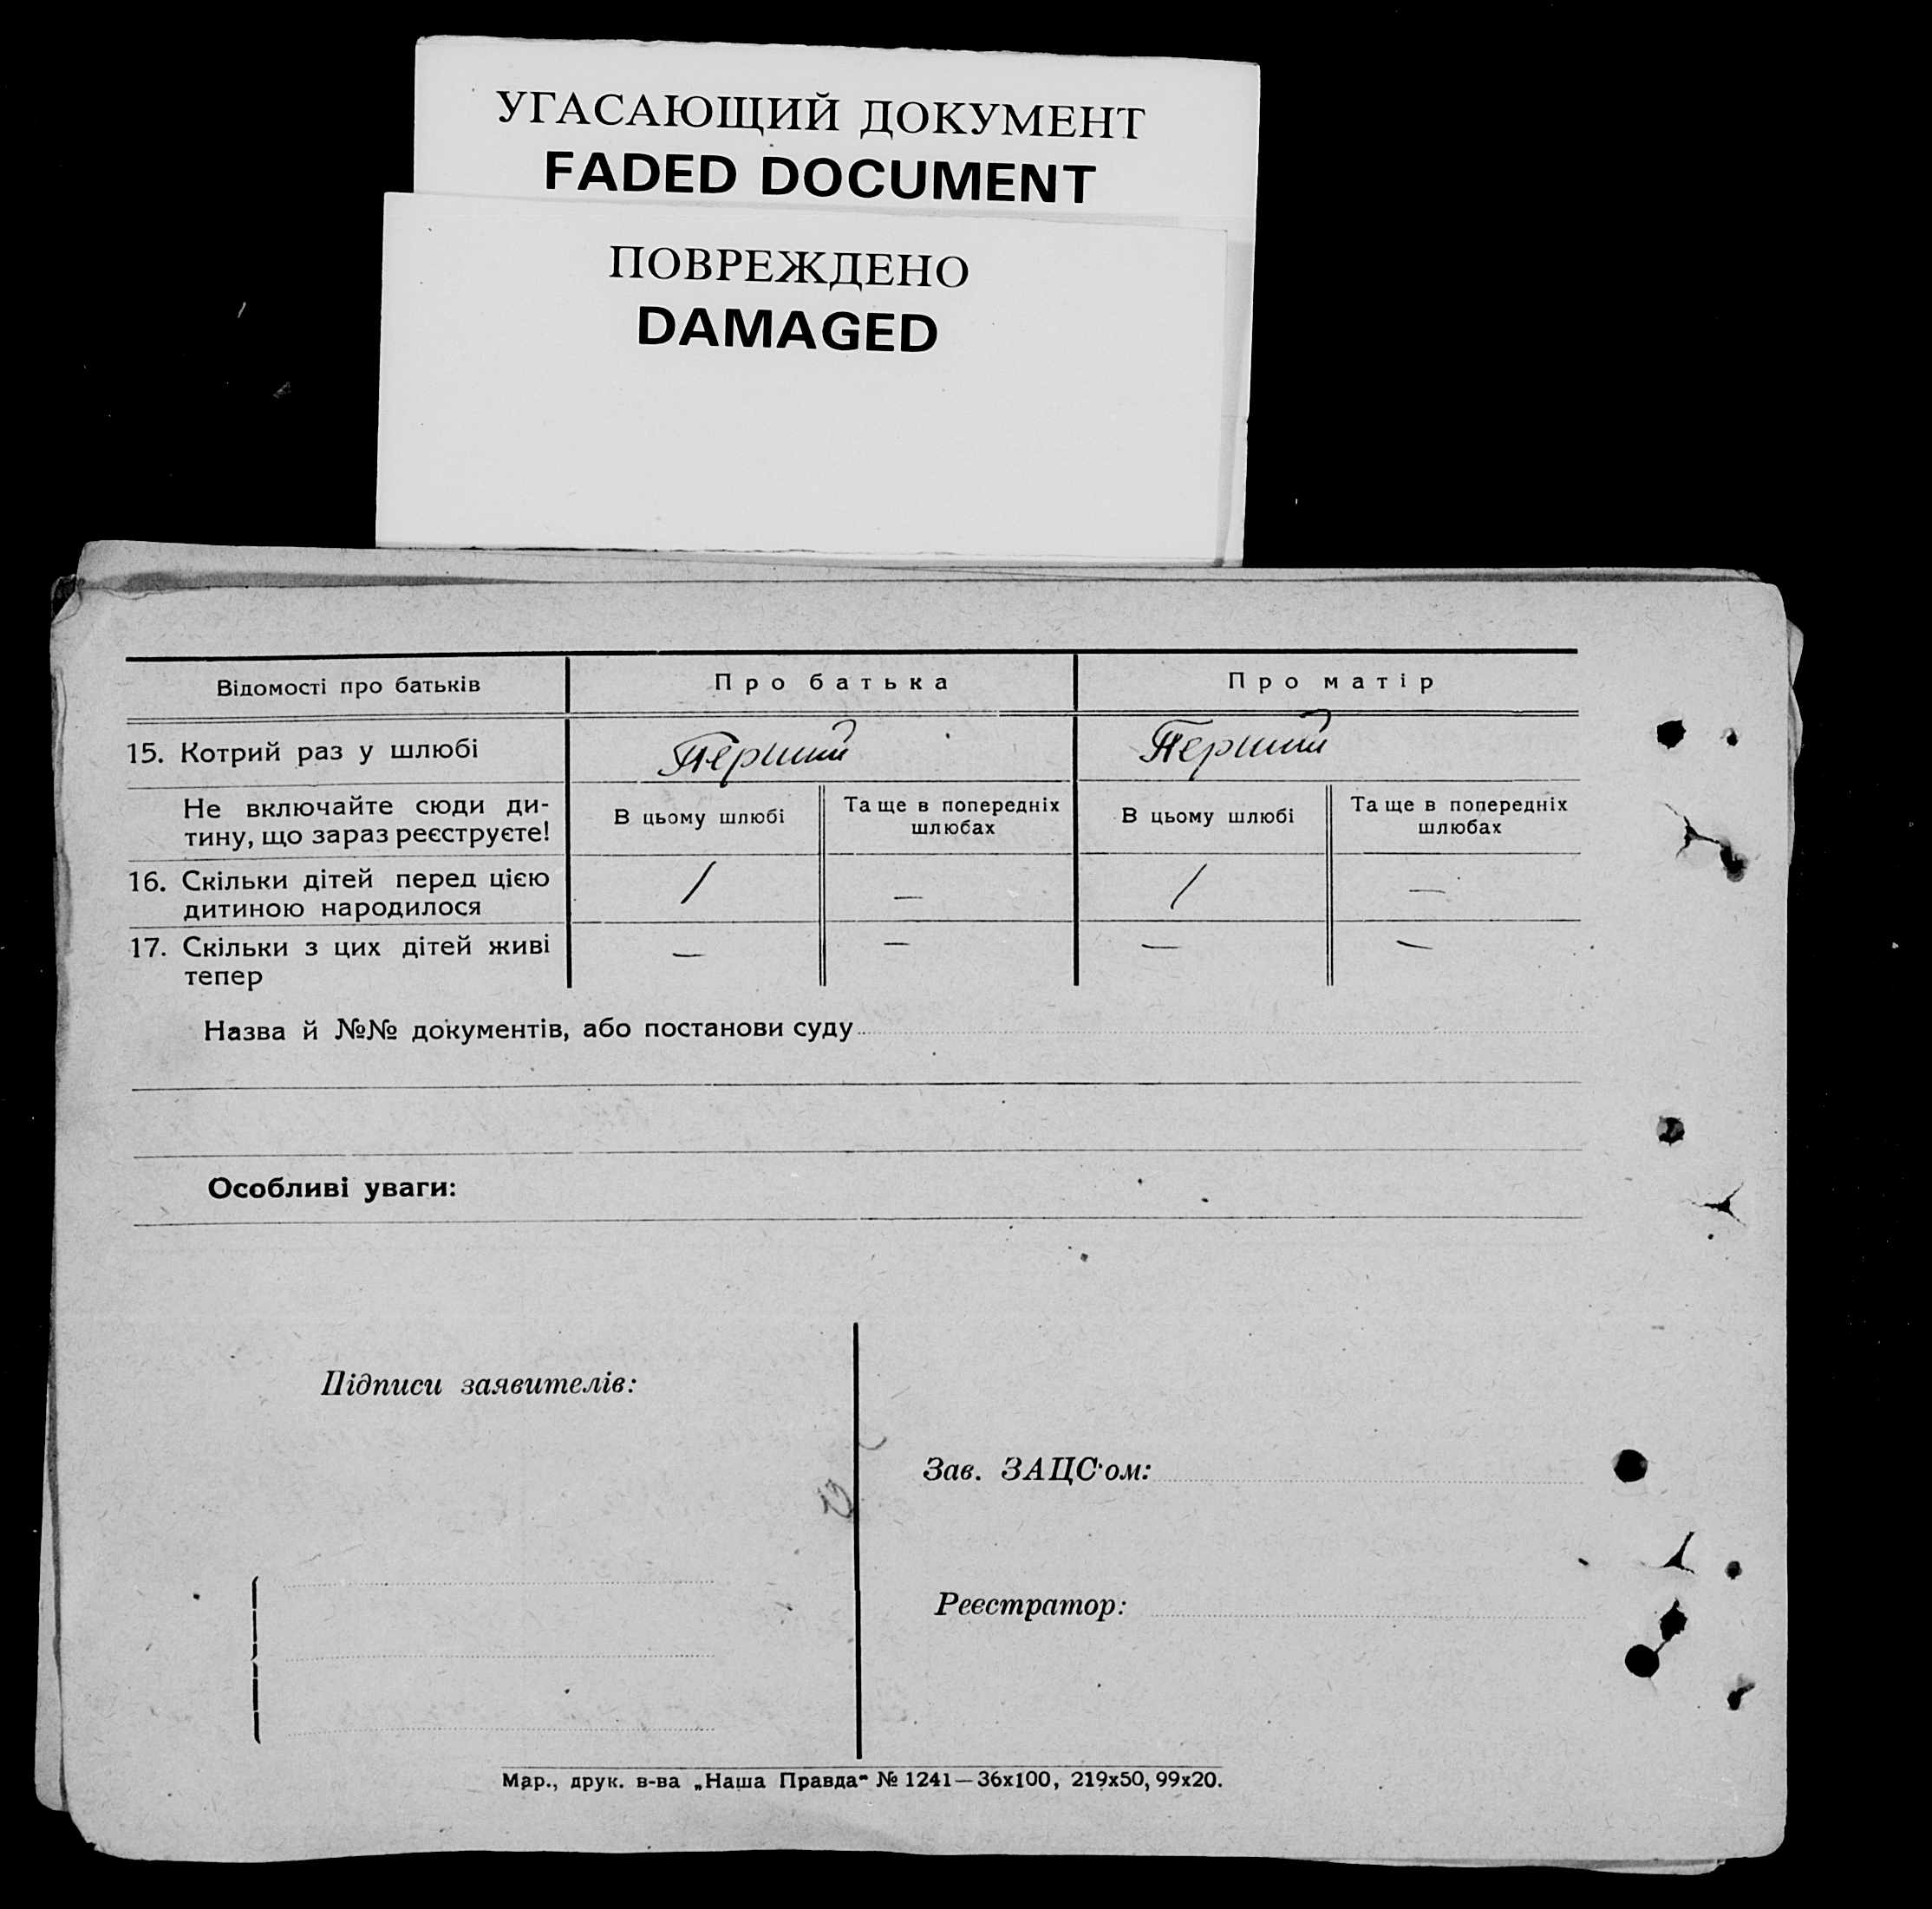 УГАСАЮЩИЙ ДОКУМЕНТ
FADED DOCUMENT
ПОВРЕЖДЕНО
DAMAGED
Відомості про батьків Про батька Про матір
15. Котрий раз у шлюбі Перший Перший
Не включайте сюди ди-
тину, що зараз реєструєте!
В цьому шлюбі Та ще в попередніх
шлюбах
В цьому шлюбі Та ще в попередніх
шлюбах
16. Скільки дітей перед цією
дитиною народилося
/ — / —
17. Скільки з цих дітей живі
тепер
— — — —
Назва й №№ документів, або постанови суду
Особливі уваги:
Підписи заявителів:
Зав. ЗАЦС'ом:
Реєстратор:
Мар., друк. в-ва „Наша Правда" № 1241—36х100, 219х50, 99х20.